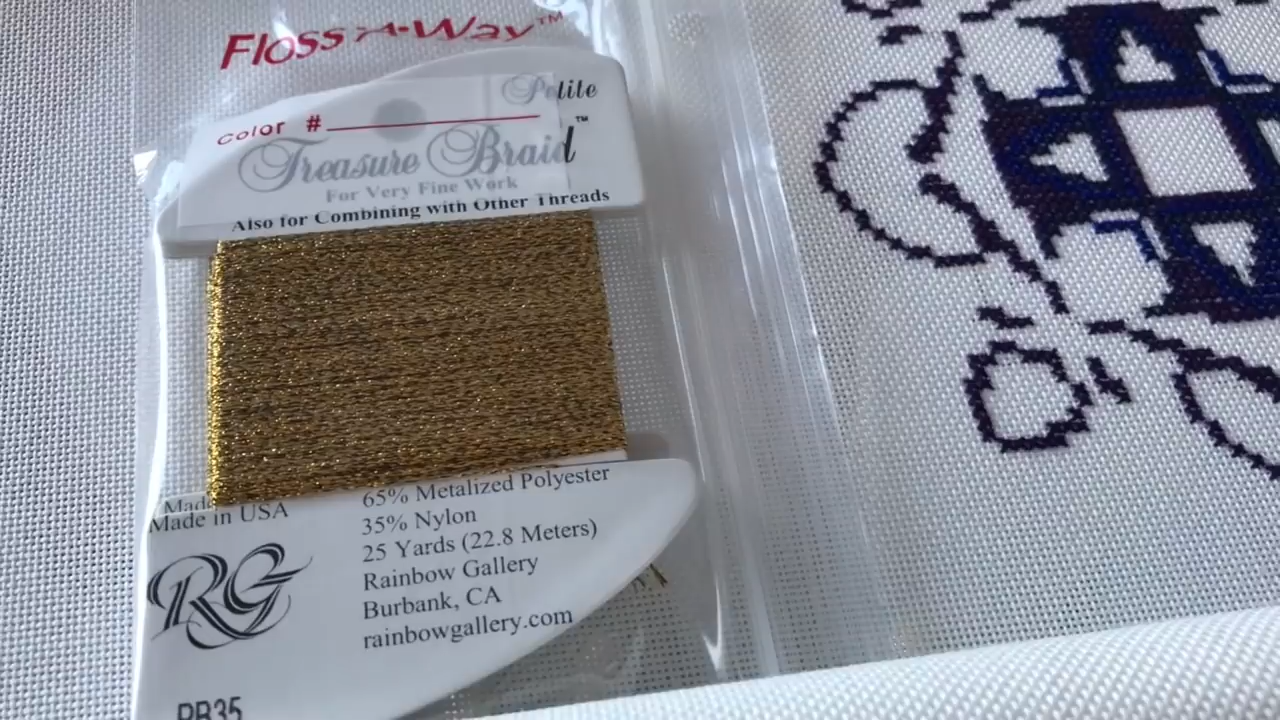 Floss-A-Way™
Petite
Color #
Treasure Braid™
For Very Fine Work
Also for Combining with Other Threads
Made
Made in USA
65% Metalized Polyester
35% Nylon
25 Yards (22.8 Meters)
Rainbow Gallery
Burbank, CA
rainbowgallery.com
RG
PB35